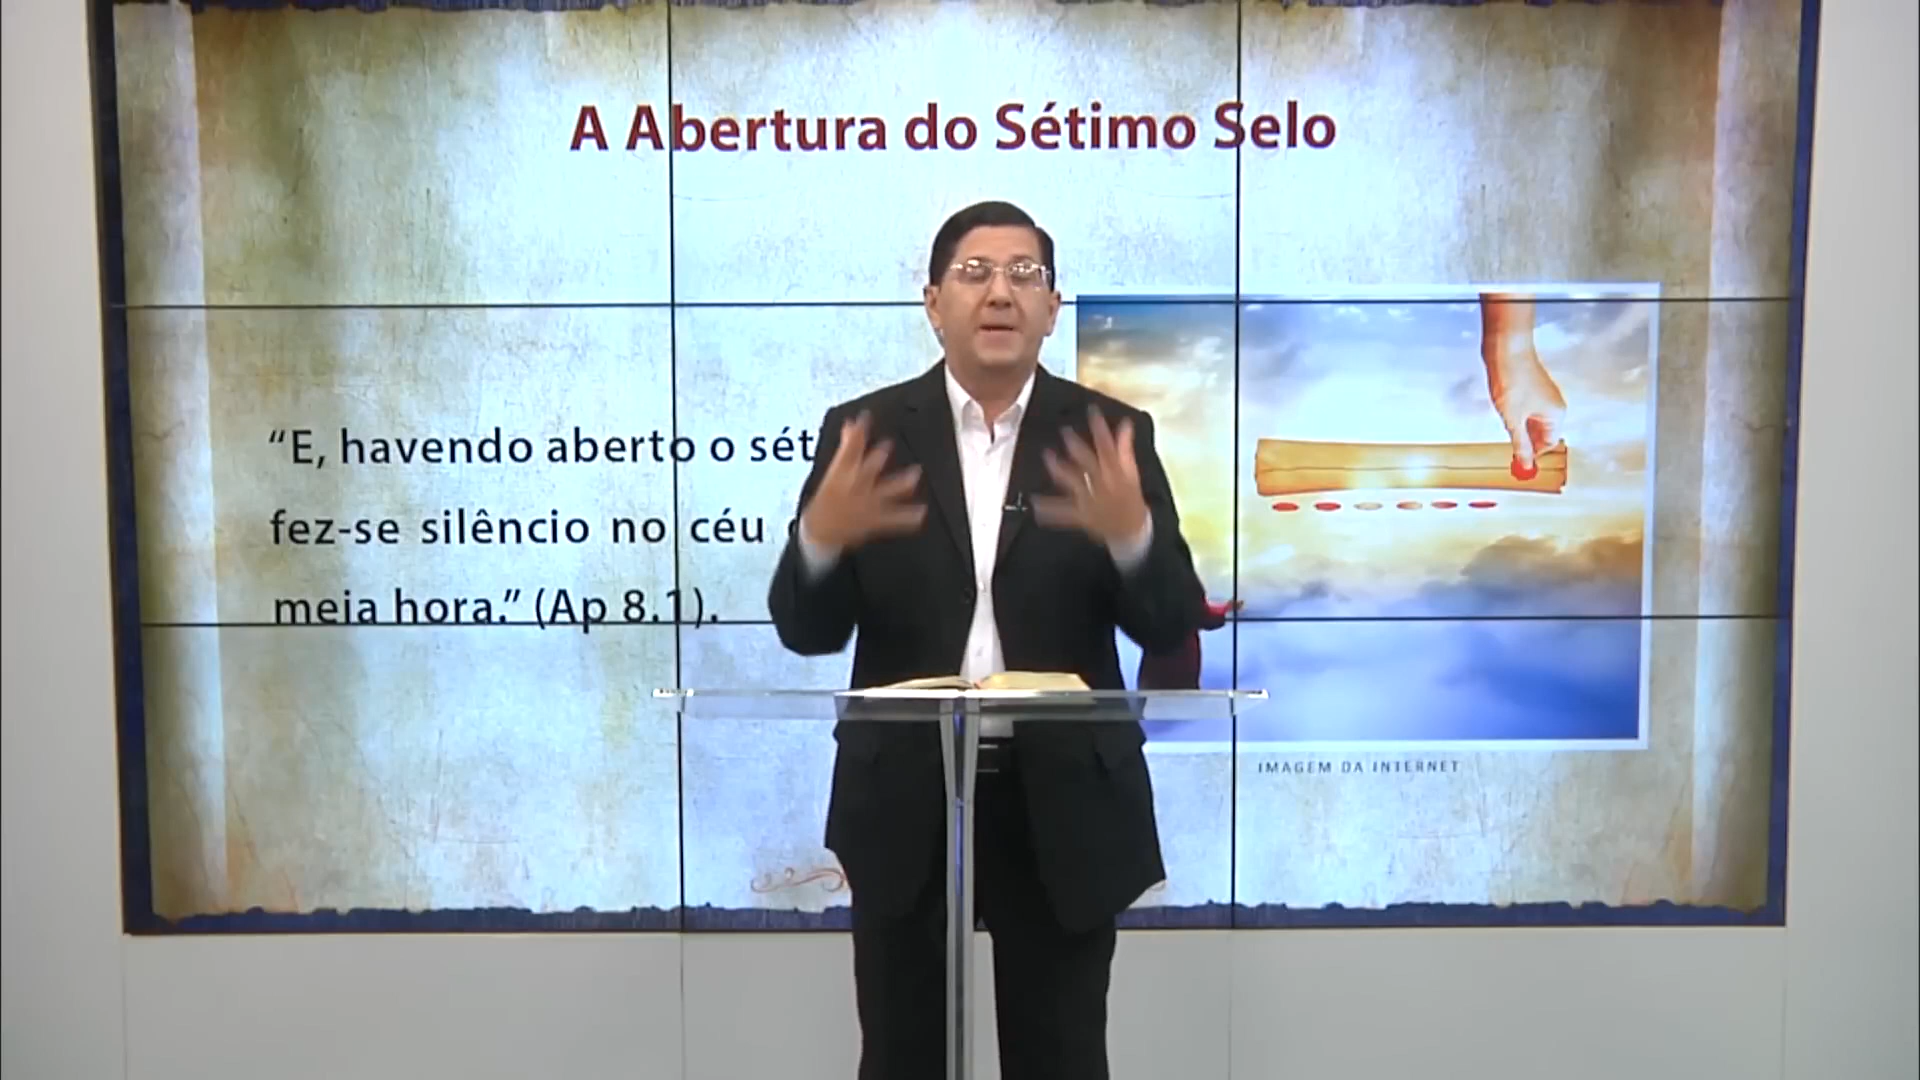 A Abertura do Sétimo Selo
“E, havendo aberto o
fez-se silêncio no céu
meia hora.” (Ap 8.1).
IMAGEM DA INTERNET